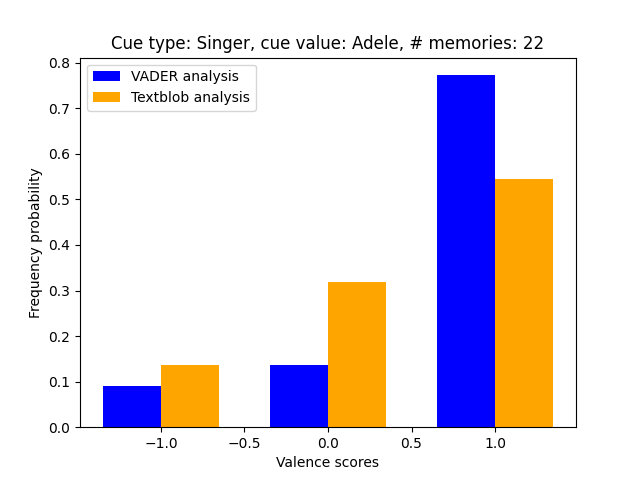 Cue type: Singer, cue value: Adele, # memories: 22
VADER analysis
Textblob analysis
Frequency probability
0.8
0.7
0.6
0.5
0.4
0.3
0.2
0.1
0.0
−1.0 −0.5 0.0 0.5 1.0
Valence scores